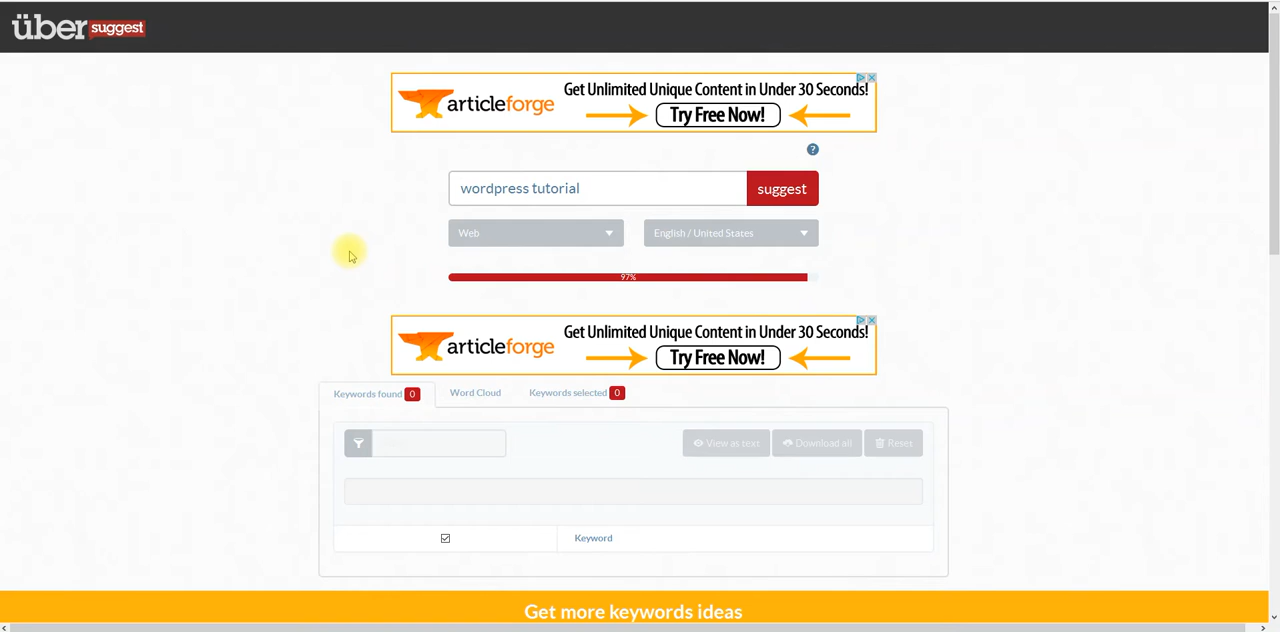 über suggest
articleforge
Get Unlimited Unique Content in Under 30 Seconds!
Try Free Now!
?
wordpress tutorial
suggest
Web
English / United States
97%
articleforge
Get Unlimited Unique Content in Under 30 Seconds!
Try Free Now!
Keywords found 0
Word Cloud
Keywords selected 0
View as text
Download all
Reset
Keyword
Get more keywords ideas